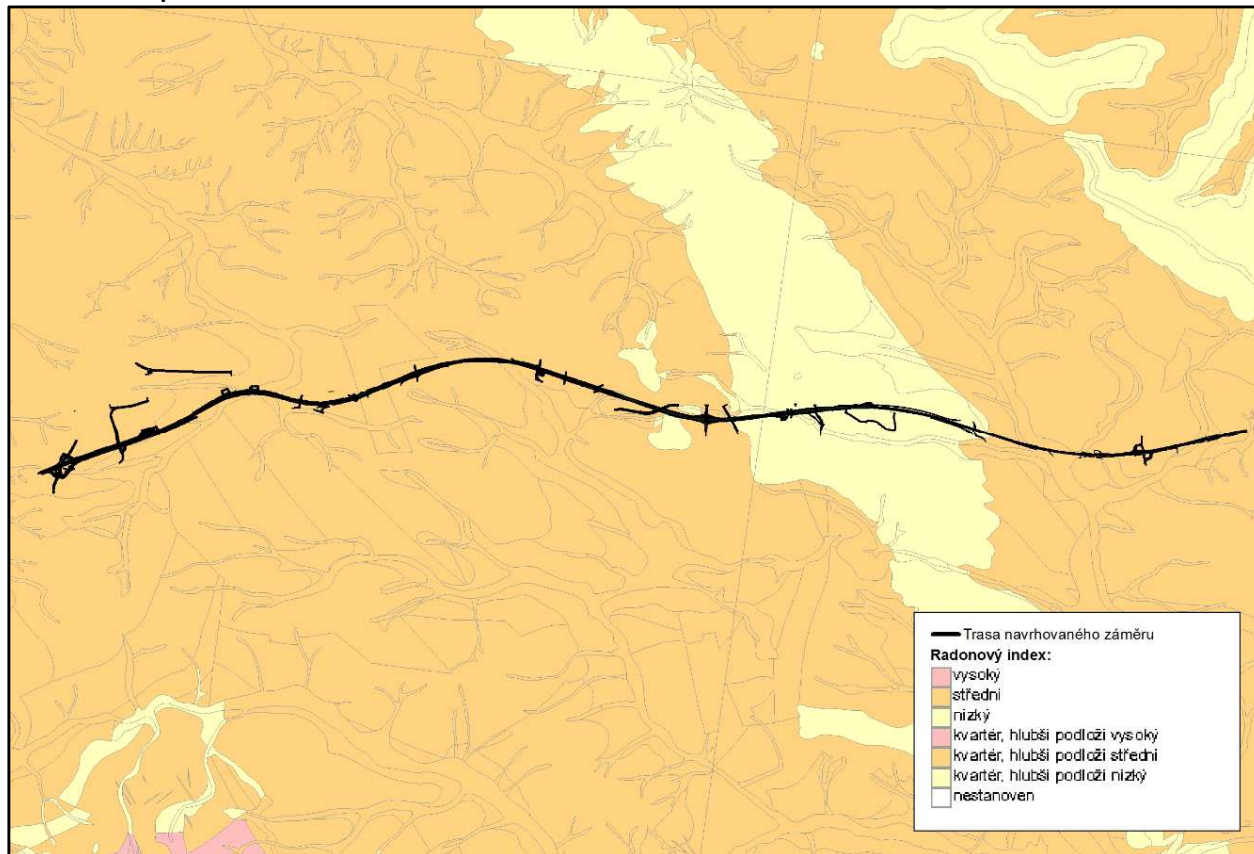 Trasa navrhovaného záměru
Radonový index:
vysoký
střední
nízký
kvartér, hlubší podloží vysoký
kvartér, hlubší podloží střední
kvartér, hlubší podloží nízký
nestanoven